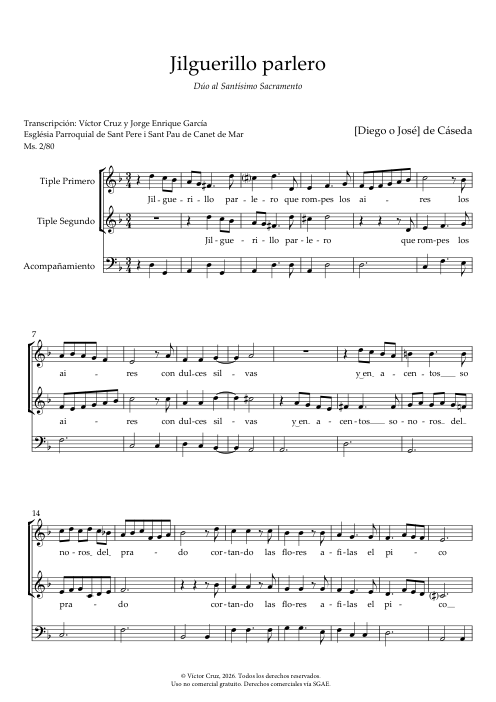 Jilguerillo parlero
Dúo al Santísimo Sacramento
Transcripción: Víctor Cruz y Jorge Enrique García
Església Parroquial de Sant Pere i Sant Pau de Canet de Mar
Ms. 2/80
[Diego o José] de Cáseda
Tiple Primero
Jil - gue - ri - llo par - le - ro que rom - pes los ai - res los
Tiple Segundo
Jil - gue - ri - llo par - le - ro que rom - pes los
Acompañamiento
7
ai - res con dul - ces sil - vas y en a - cen - tos so
ai - res con dul - ces sil - vas y en a - cen - tos so - no - ros del
14
no - ros del pra - do cor - tan - do las flo - res a - fi - las el pi - co
pra - do cor - tan - do las flo - res a - fi - las el pi - co
© Víctor Cruz, 2026. Todos los derechos reservados.
Uso no comercial gratuito. Derechos comerciales vía SGAE.